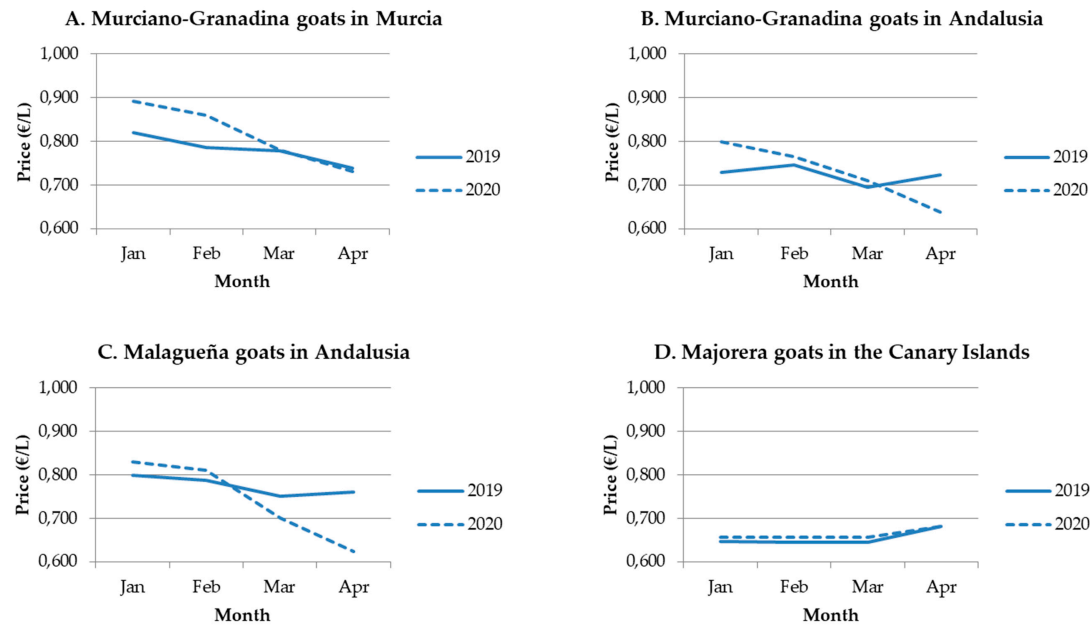 A. Murciano-Granadina goats in Murcia
1,000
0,900
0,800
0,700
0,600
Price (€/L)
Jan Feb Mar Apr
Month
2019
2020
B. Murciano-Granadina goats in Andalusia
1,000
0,900
0,800
0,700
0,600
Price (€/L)
Jan Feb Mar Apr
Month
2019
2020
C. Malagueña goats in Andalusia
1,000
0,900
0,800
0,700
0,600
Price (€/L)
Jan Feb Mar Apr
Month
2019
2020
D. Majorera goats in the Canary Islands
1,000
0,900
0,800
0,700
0,600
Price (€/L)
Jan Feb Mar Apr
Month
2019
2020